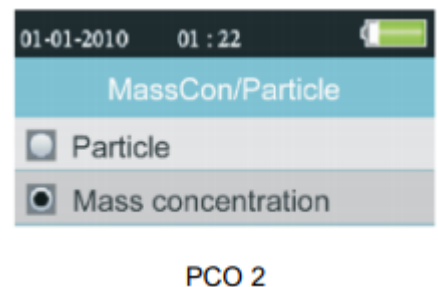 01-01-2010 01 : 22
MassCon/Particle
Particle
Mass concentration
PCO 2